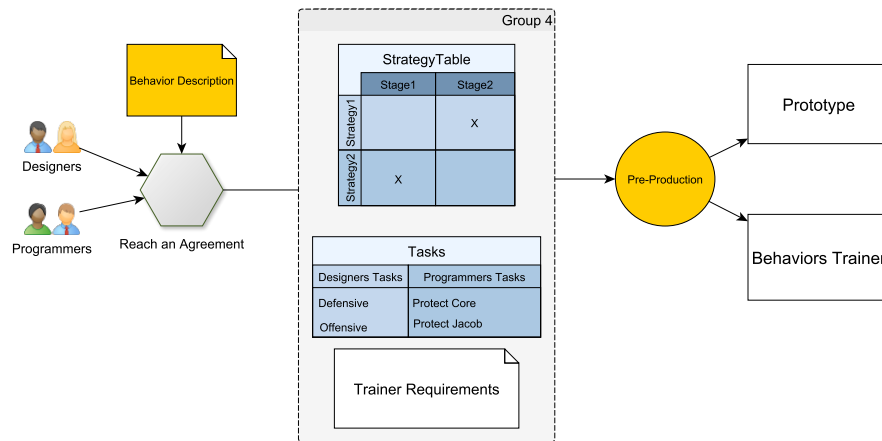 Group 4
Behavior Description
Designers
Programmers
Reach an Agreement
StrategyTable
Stage1 Stage2
Strategy1 X
Strategy2 X
Tasks
Designers Tasks Programmers Tasks
Defensive Protect Core
Offensive Protect Jacob
Trainer Requirements
Pre-Production
Prototype
Behaviors Trainer